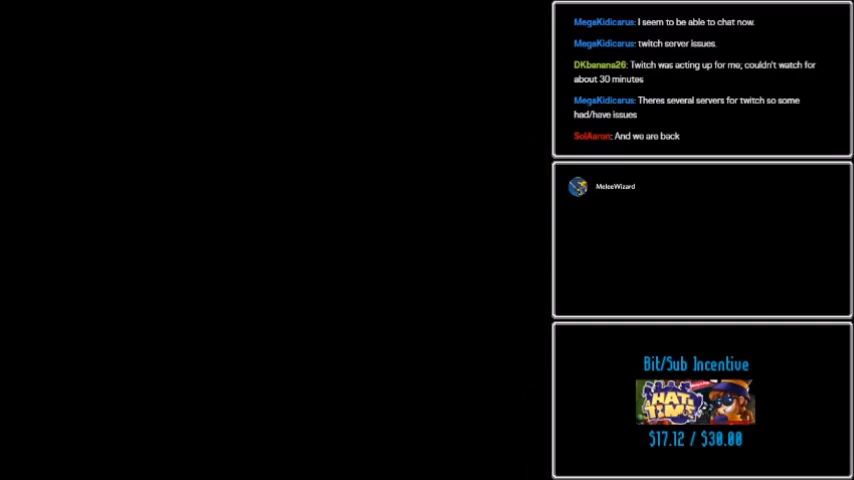 MegaKidicarus: I seem to be able to chat now.
MegaKidicarus: twitch server issues.
DKbanana26: Twitch was acting up for me; couldn't watch for
about 30 minutes
MegaKidicarus: Theres several servers for twitch so some
had/have issues
SolAaron: And we are back
MeleeWizard
Bit/Sub Incentive
HAT
TIME
$17.12 / $30.00